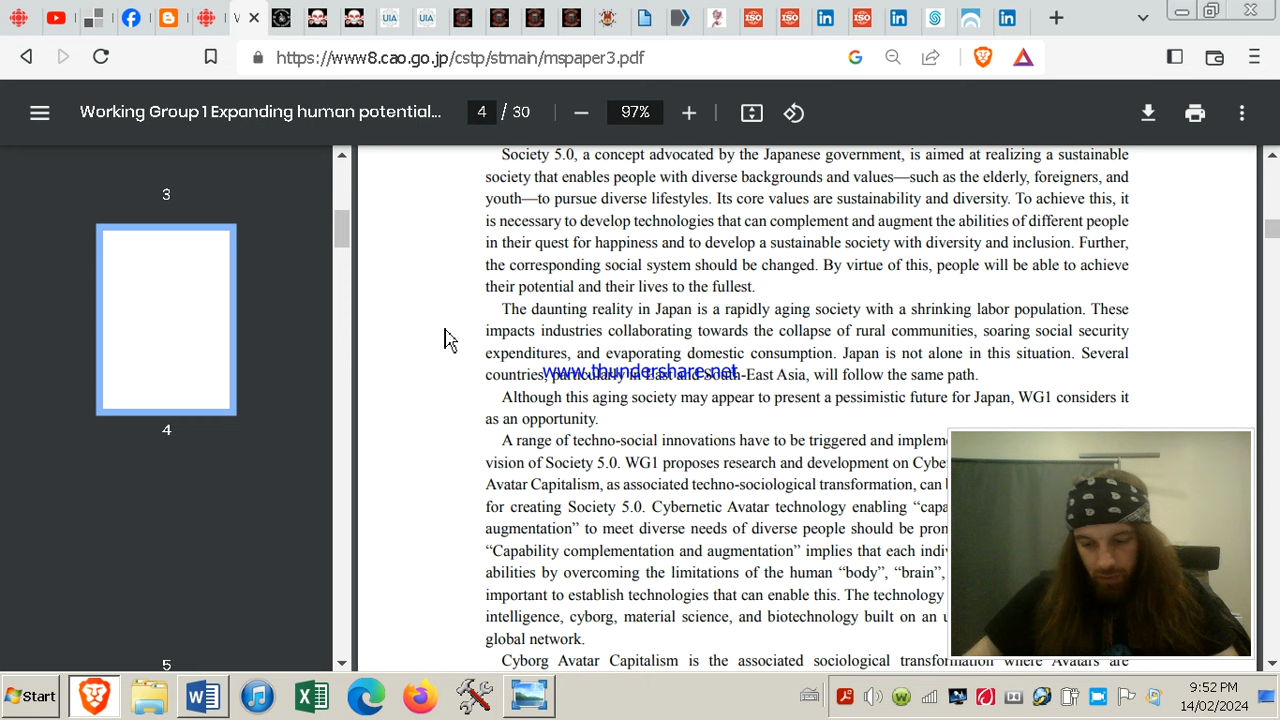 https://www8.cao.go.jp/cstp/stmain/mspaper3.pdf
Working Group 1 Expanding human potential... 4 / 30 97%
3
4
5
Society 5.0, a concept advocated by the Japanese government, is aimed at realizing a sustainable
society that enables people with diverse backgrounds and values—such as the elderly, foreigners, and
youth—to pursue diverse lifestyles. Its core values are sustainability and diversity. To achieve this, it
is necessary to develop technologies that can complement and augment the abilities of different people
in their quest for happiness and to develop a sustainable society with diversity and inclusion. Further,
the corresponding social system should be changed. By virtue of this, people will be able to achieve
their potential and their lives to the fullest.
The daunting reality in Japan is a rapidly aging society with a shrinking labor population. These
impacts industries collaborating towards the collapse of rural communities, soaring social security
expenditures, and evaporating domestic consumption. Japan is not alone in this situation. Several
www.thundershare.net
countries, particularly in East and South-East Asia, will follow the same path.
Although this aging society may appear to present a pessimistic future for Japan, WG1 considers it
as an opportunity.
A range of techno-social innovations have to be triggered and implem
vision of Society 5.0. WG1 proposes research and development on Cybe
Avatar Capitalism, as associated techno-sociological transformation, can b
for creating Society 5.0. Cybernetic Avatar technology enabling “capa
augmentation” to meet diverse needs of diverse people should be pron
“Capability complementation and augmentation” implies that each indiv
abilities by overcoming the limitations of the human “body”, “brain”,
important to establish technologies that can enable this. The technology
intelligence, cyborg, material science, and biotechnology built on an u
global network.
Cyborg Avatar Capitalism is the associated sociological transformation where Avatars are
Start
9:52 PM
14/02/2024